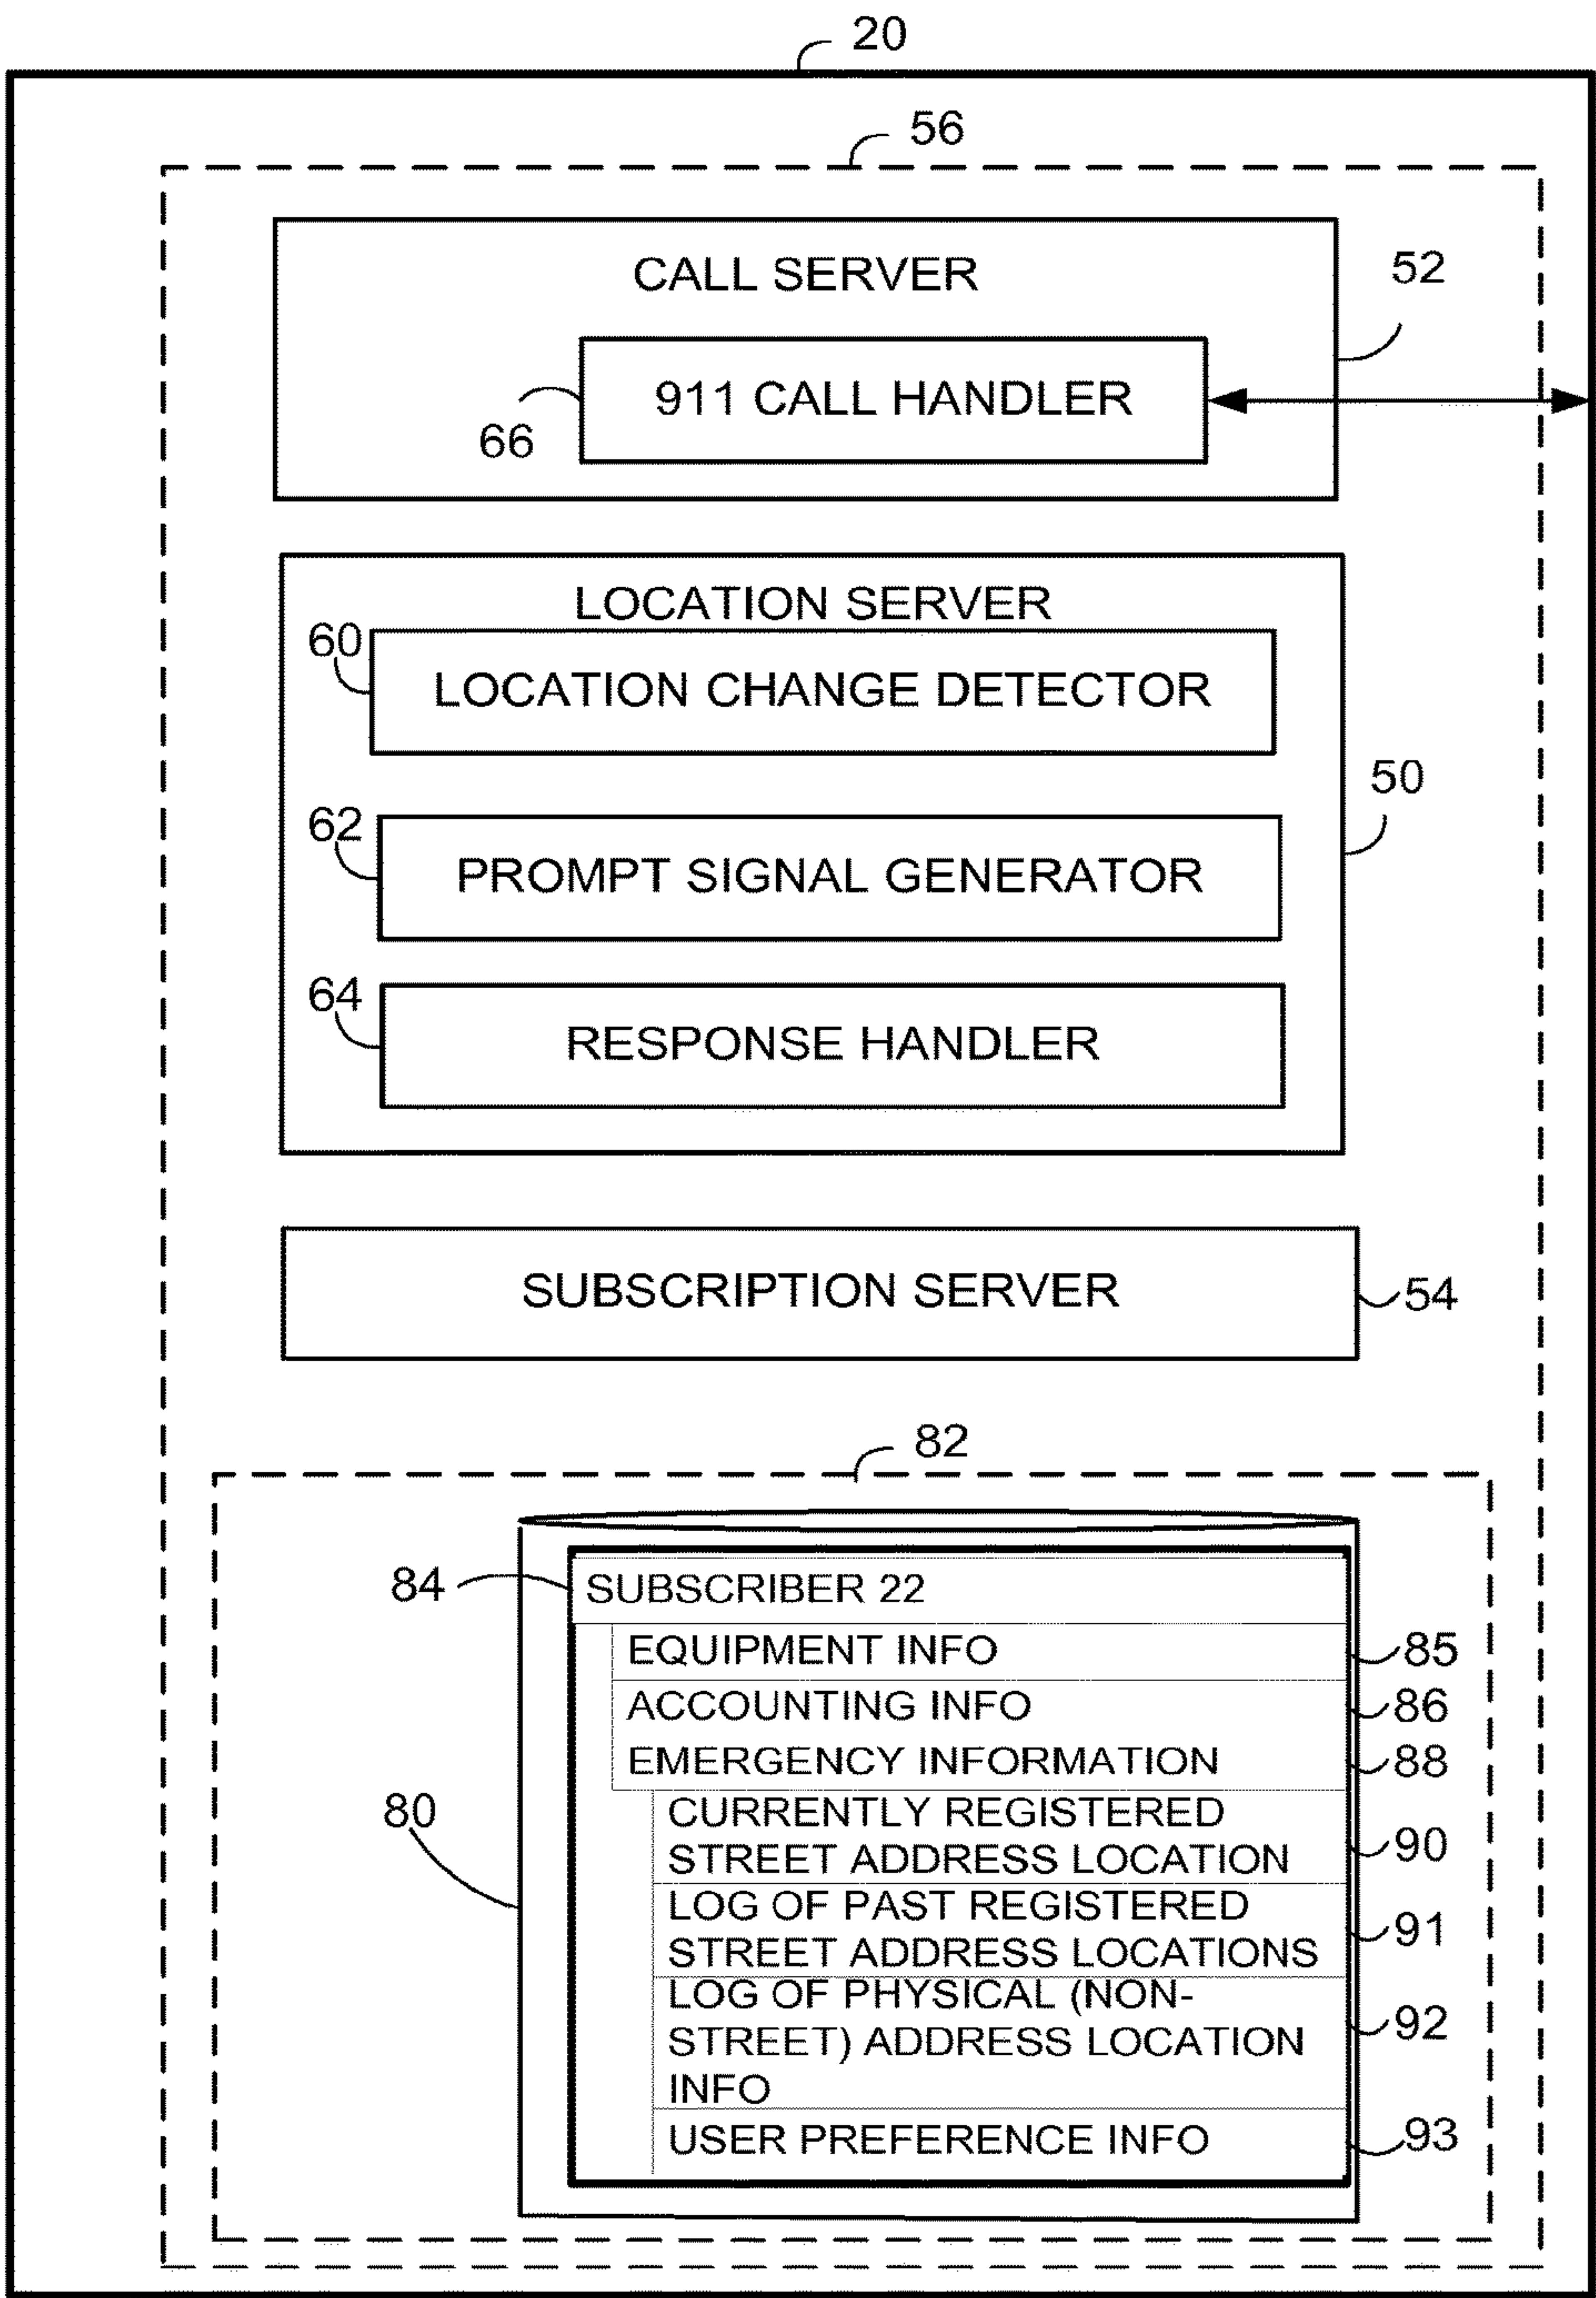 20
56
CALL SERVER
52
911 CALL HANDLER
66
LOCATION SERVER
60
LOCATION CHANGE DETECTOR
50
62
PROMPT SIGNAL GENERATOR
64
RESPONSE HANDLER
SUBSCRIPTION SERVER
54
82
84
SUBSCRIBER 22
EQUIPMENT INFO
85
ACCOUNTING INFO
86
EMERGENCY INFORMATION
88
80
CURRENTLY REGISTERED
STREET ADDRESS LOCATION
90
LOG OF PAST REGISTERED
STREET ADDRESS LOCATIONS
91
LOG OF PHYSICAL (NON-
STREET) ADDRESS LOCATION
INFO
92
USER PREFERENCE INFO
93